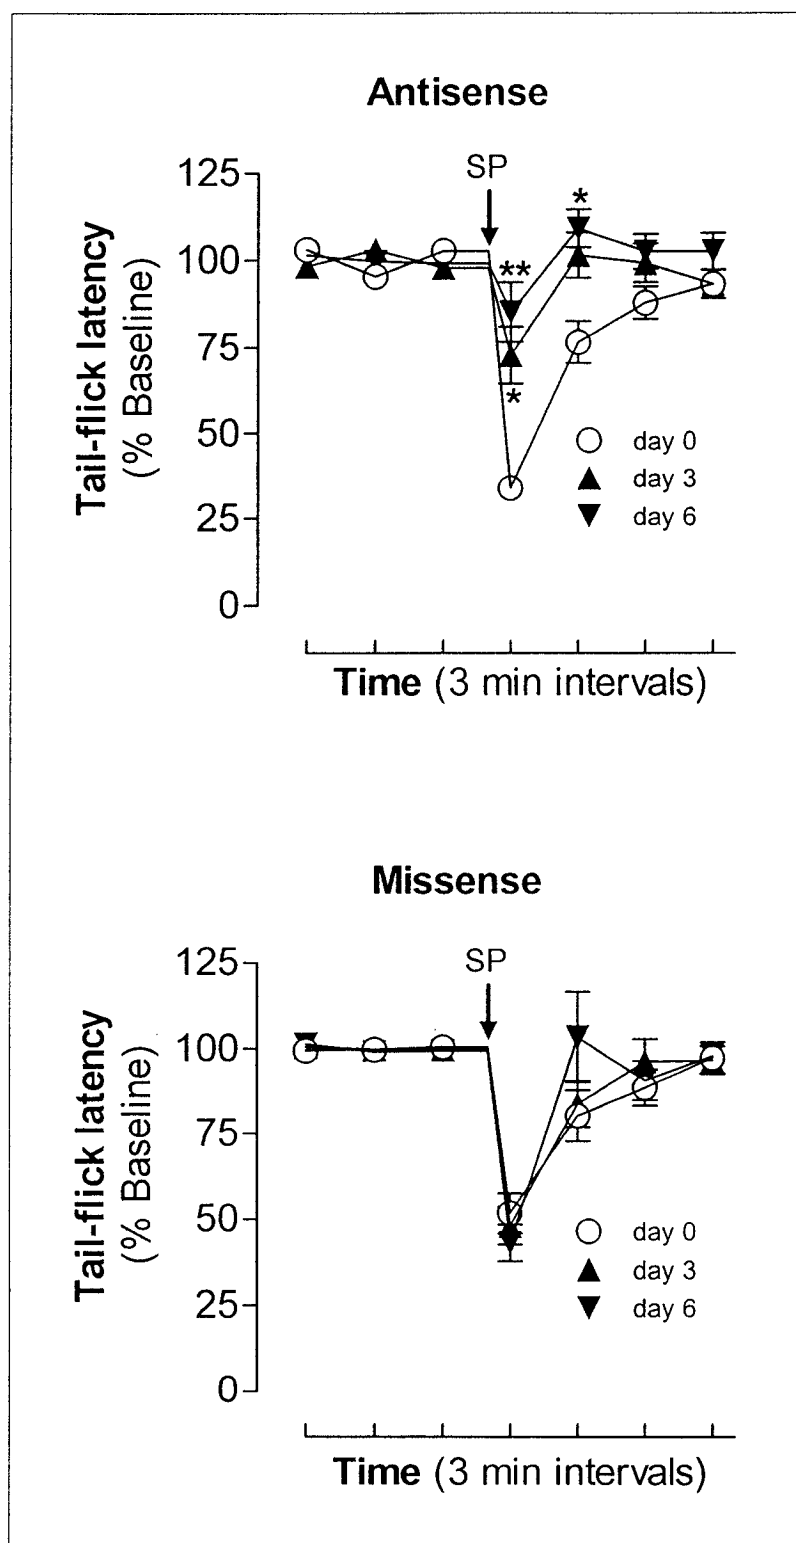 Antisense
SP
125
100
75
50
25
0
Tail-flick latency
(% Baseline)
*
**
*
day 0
day 3
day 6
Time (3 min intervals)
Missense
SP
125
100
75
50
25
0
Tail-flick latency
(% Baseline)
day 0
day 3
day 6
Time (3 min intervals)